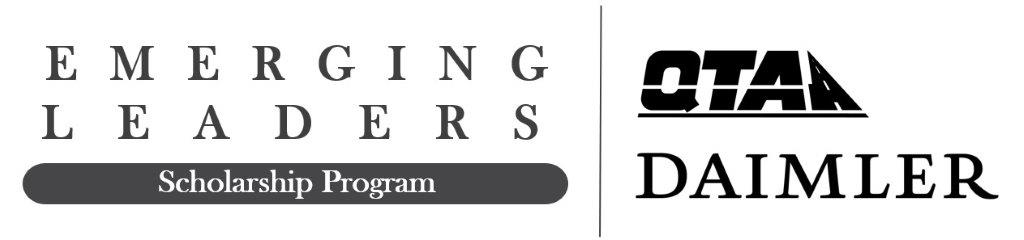 EMERGING
LEADERS
Scholarship Program
QTA
DAIMLER